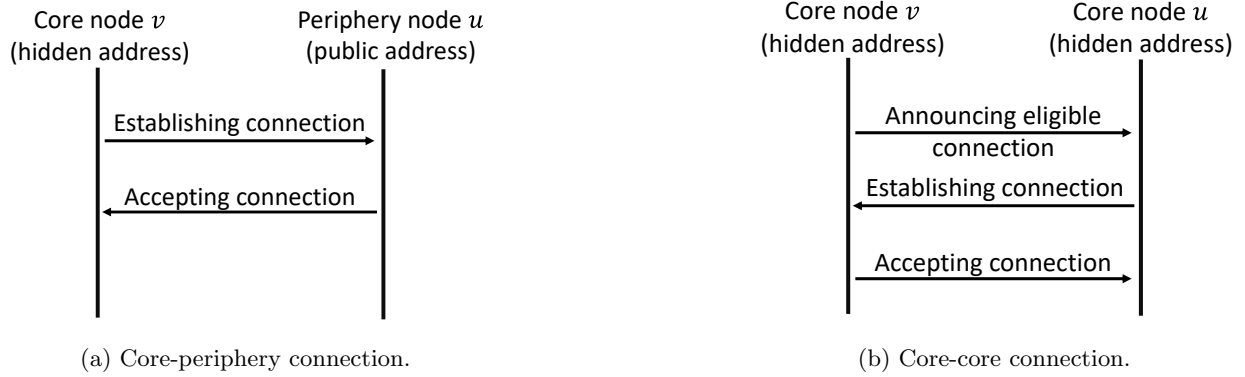 Core node v
(hidden address)
Periphery node u
(public address)
Establishing connection
Accepting connection
(a) Core-periphery connection.
Core node v
(hidden address)
Core node u
(hidden address)
Announcing eligible
connection
Establishing connection
Accepting connection
(b) Core-core connection.